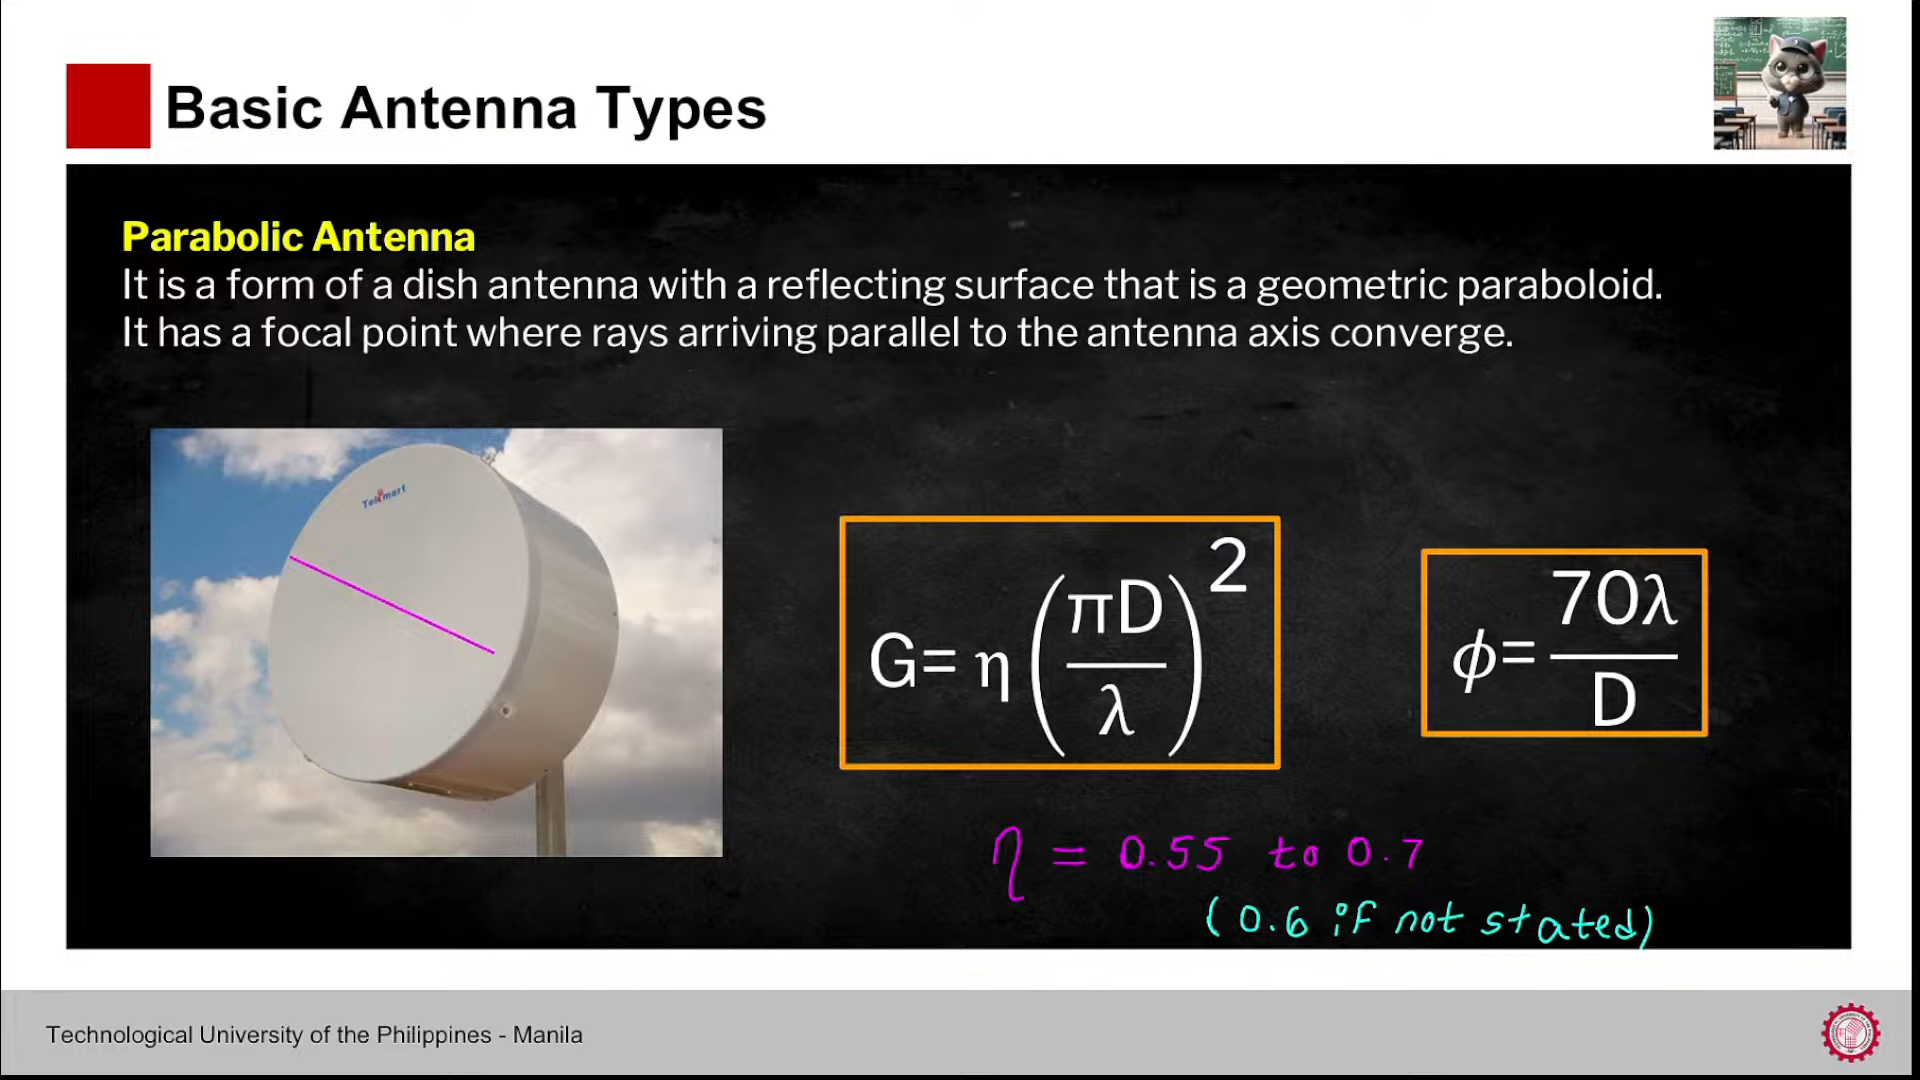 Basic Antenna Types
Parabolic Antenna
It is a form of a dish antenna with a reflecting surface that is a geometric paraboloid.
It has a focal point where rays arriving parallel to the antenna axis converge.
Telemart
G= η (πD/λ)²
ϕ= 70λ/D
η = 0.55 to 0.7
(0.6 if not stated)
Technological University of the Philippines - Manila